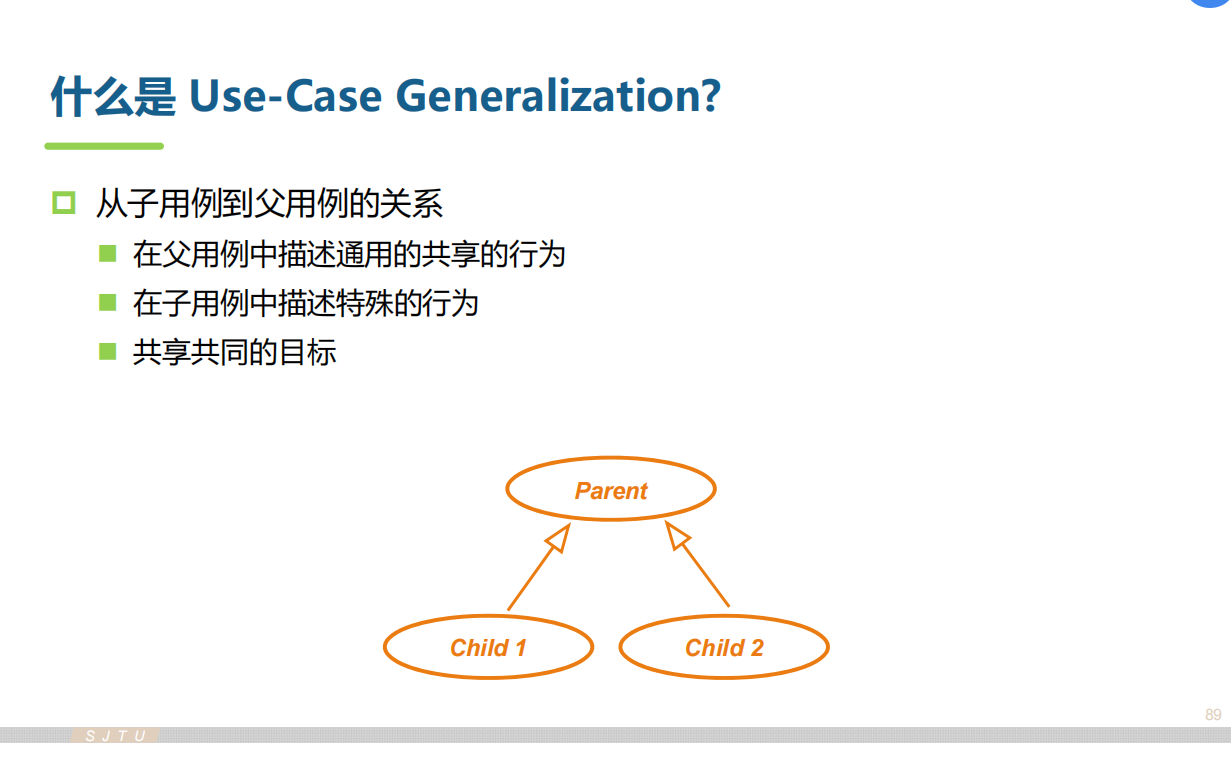 什么是 Use-Case Generalization?
从子用例到父用例的关系
在父用例中描述通用的共享的行为
在子用例中描述特殊的行为
共享共同的目标
Parent
Child 1
Child 2
89
SJTU